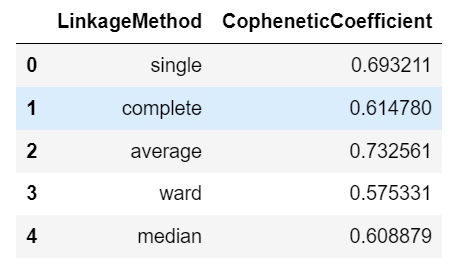 LinkageMethod CopheneticCoefficient
0 single 0.693211
1 complete 0.614780
2 average 0.732561
3 ward 0.575331
4 median 0.608879